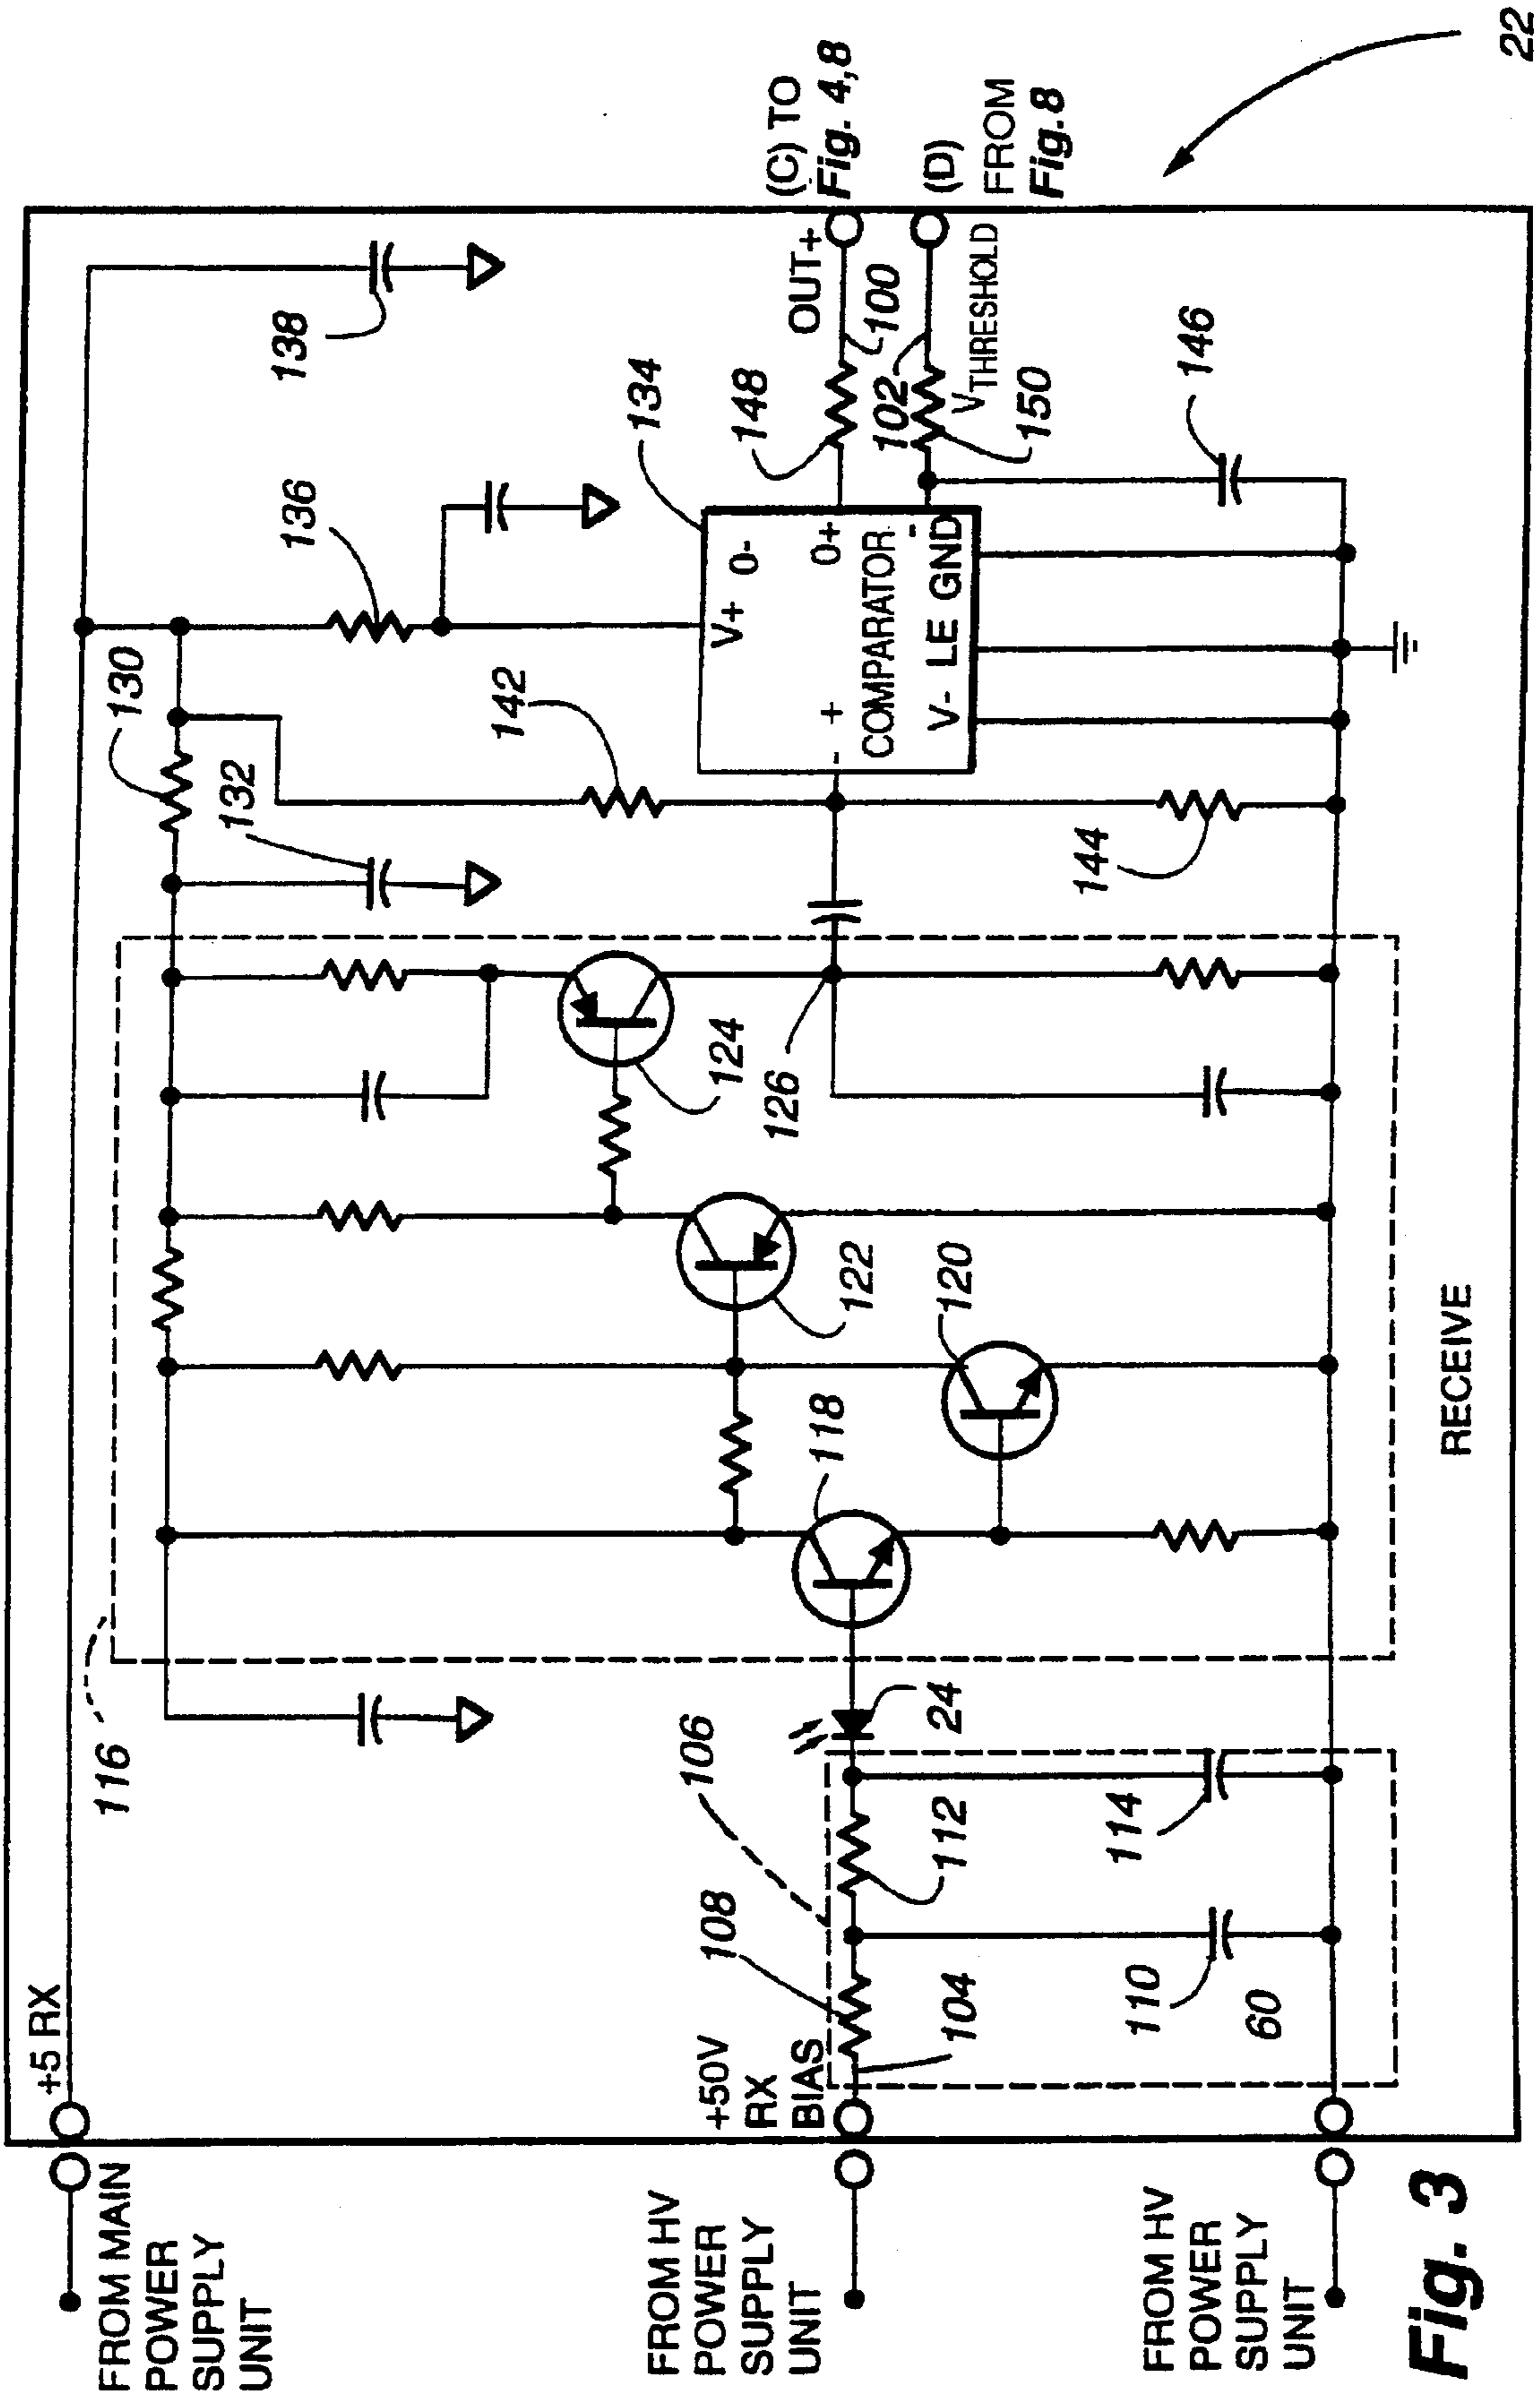 +5 RX
FROM MAIN
POWER
SUPPLY
UNIT
116
130
132
136
138
142
134
124
126
122
120
118
106
108
112
24
114
110
104
60
144
V+
O-
-
+
O+
COMPARATOR
-
V- LE GND
148
OUT+
100
102
VTHRESHOLD
150
146
(C) TO
Fig. 4,8
(D)
FROM
Fig. 8
22
+50V
RX
BIAS
FROM HV
POWER
SUPPLY
UNIT
FROM HV
POWER
SUPPLY
UNIT
RECEIVE
Fig. 3